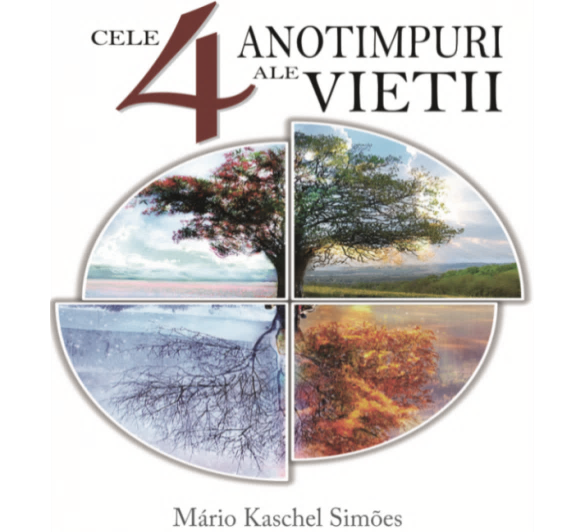 CELE 4 ANOTIMPURI
ALE VIETII
Mário Kaschel Simões